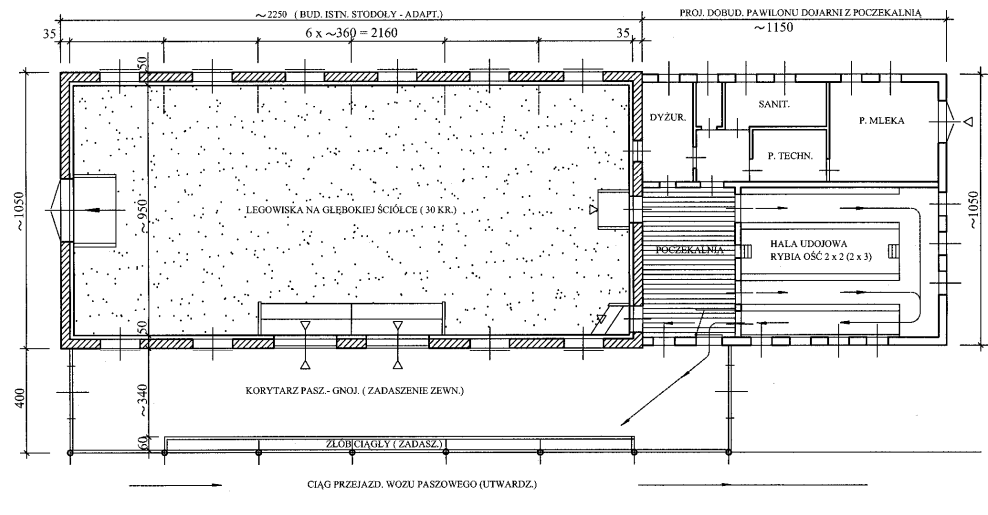 ~2250 ( BUD. ISTN. STODOŁY - ADAPT.)
PROJ. DOBUD. PAWILONU DOJARNI Z POCZEKALNIĄ
~1150
35
6 x ~360 = 2160
35
50
~1050
~950
DYŻUR.
SANIT.
P. TECHN.
P. MLEKA
~1050
LEGOWISKA NA GŁĘBOKIEJ ŚCIÓŁCE ( 30 KR.)
POCZEKALNIA
HALA UDOJOWA
RYBIA OŚĆ 2 x 2 (2 x 3)
50
400
~340
KORYTARZ PASZ.- GNOJ. ( ZADASZENIE ZEWN.)
60
ŻŁÓB CIĄGŁY ( ZADASZ.)
CIĄG PRZEJAZD. WOZU PASZOWEGO (UTWARDZ.)